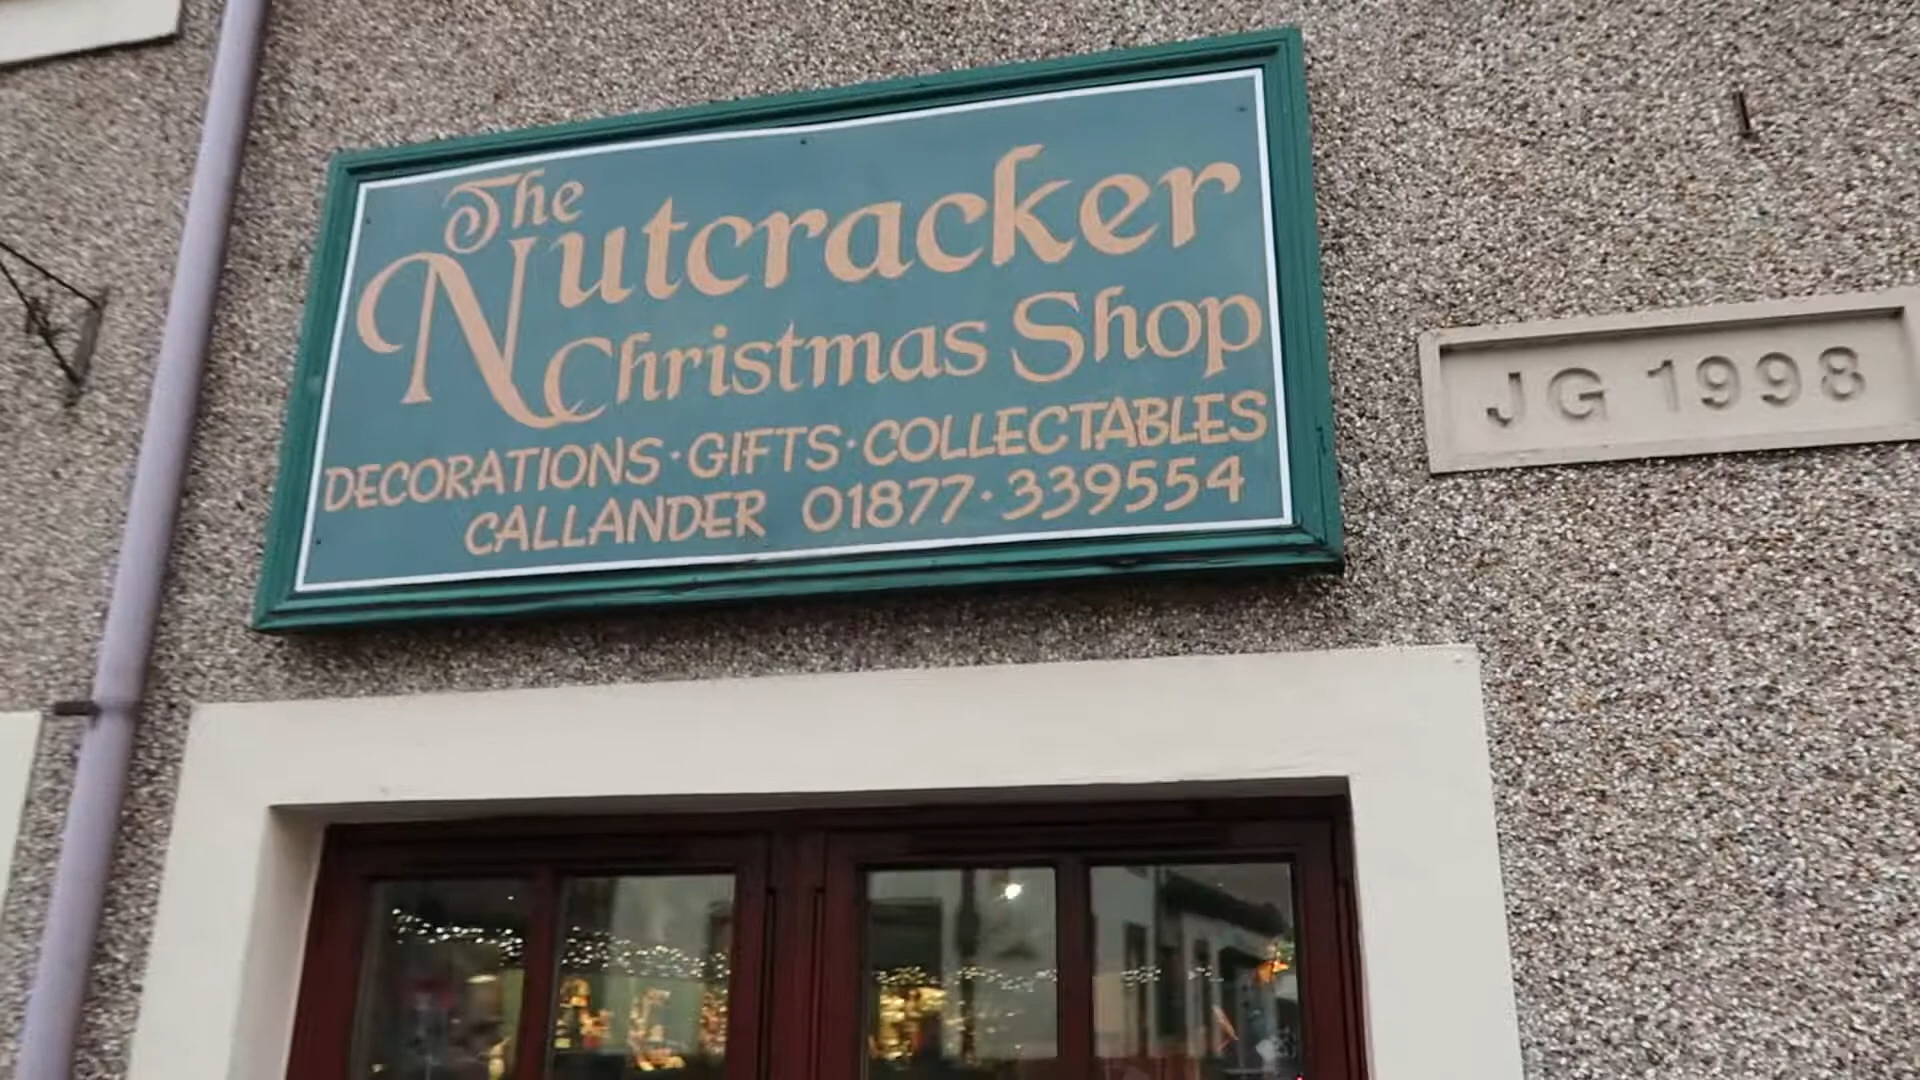 The
Nutcracker
Christmas Shop
DECORATIONS · GIFTS · COLLECTABLES
CALLANDER 01877 · 339554
JG 1998